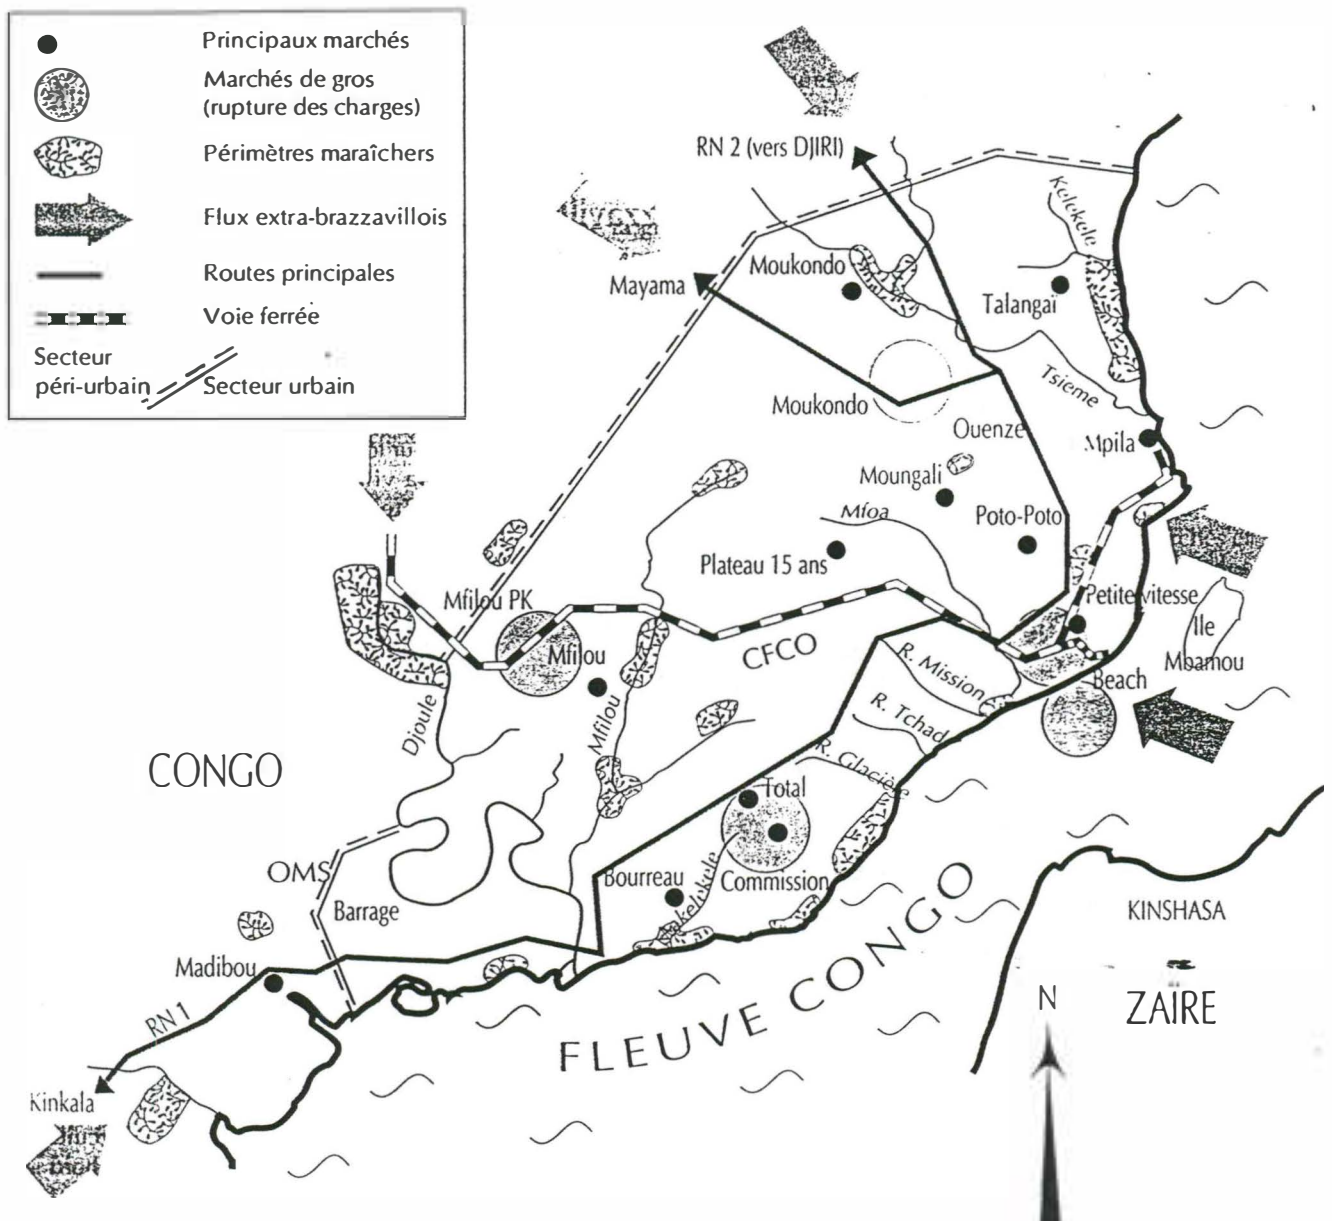 Principaux marchés
Marchés de gros
(rupture des charges)
Périmètres maraîchers
Flux extra-brazzavillois
Routes principales
Voie ferrée
Secteur
péri-urbain
Secteur urbain
RN 2 (vers DJIRI)
Kelekele
Moukondo
Mayama
Talangaï
Tsieme
Moukondo
Ouenze
Mpila
Moungali
Mfoa
Poto-Poto
Plateau 15 ans
Mfilou PK
Petite vitesse
Ile
Mbamou
CFCO
Mfilou
R. Mission
Beach
R. Tchad
Djoule
Mfilou
R. Glacière
CONGO
Total
OMS
Bourreau
Commission
Kelekele
Barrage
KINSHASA
Madibou
ZAIRE
N
RN 1
FLEUVE CONGO
Kinkala